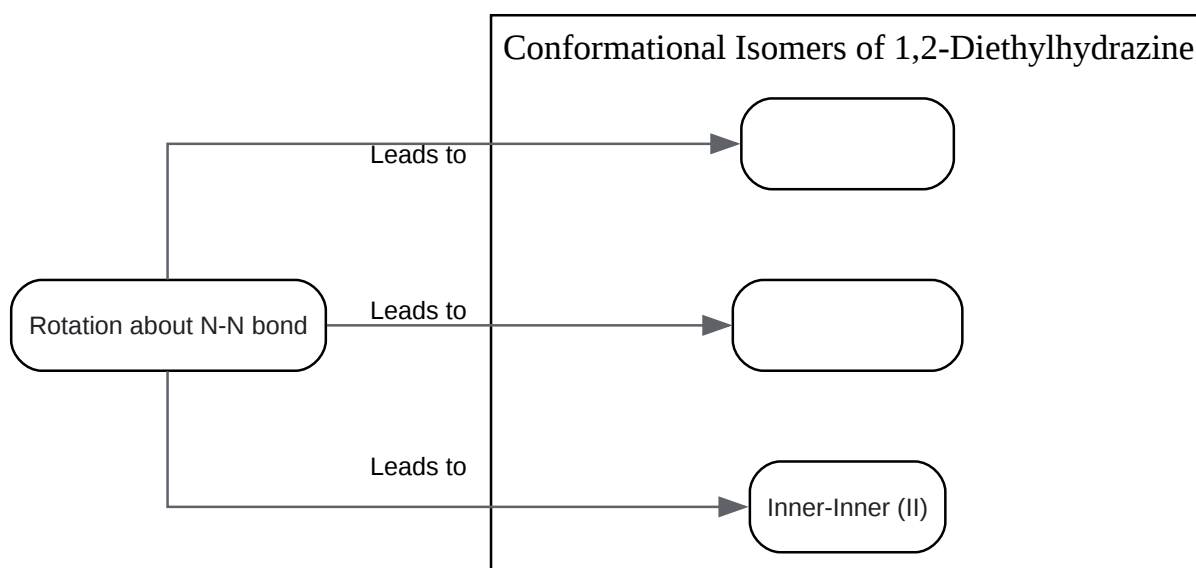 Conformational Isomers of 1,2-Diethylhydrazine
Leads to
Rotation about N-N bond
Leads to
Leads to
Inner-Inner (II)